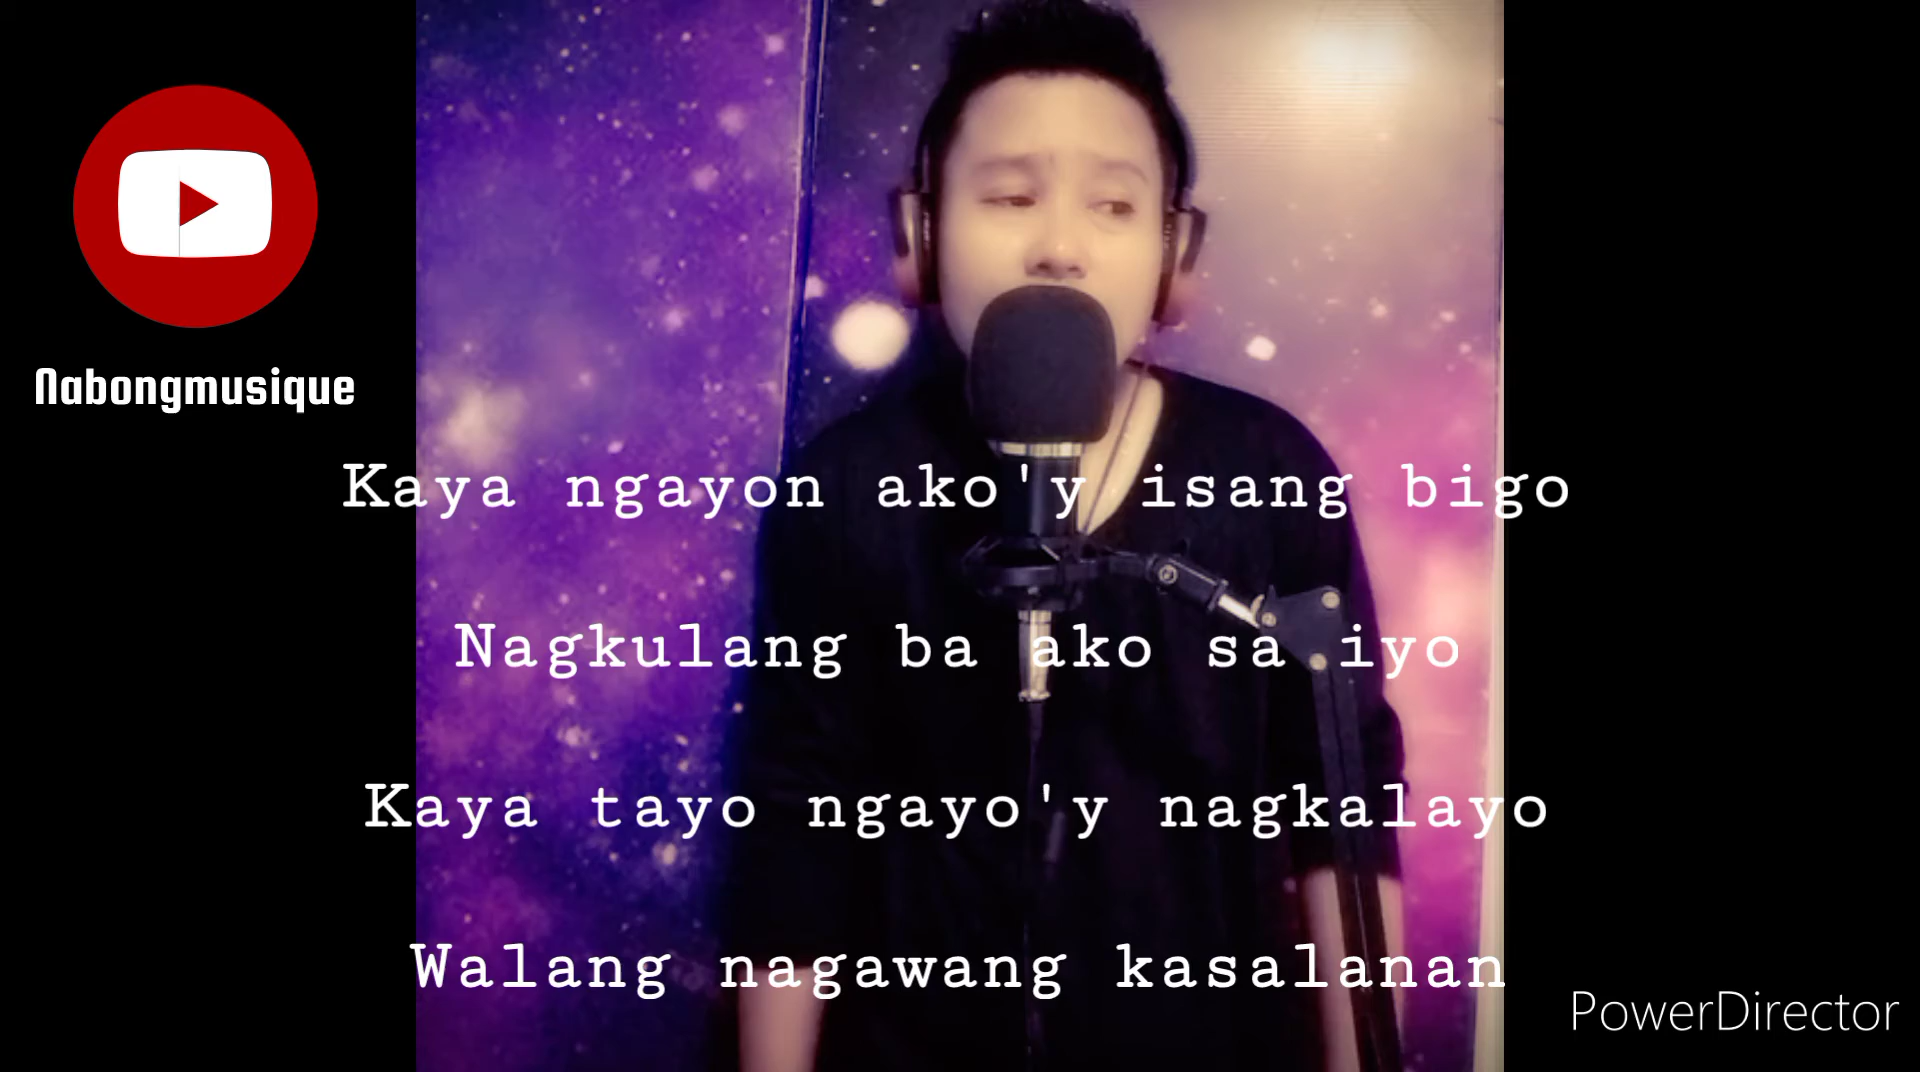 Nabongmusique
Kaya ngayon ako'y isang bigo
Nagkulang ba ako sa iyo
Kaya tayo ngayo'y nagkalayo
Walang nagawang kasalanan
PowerDirector